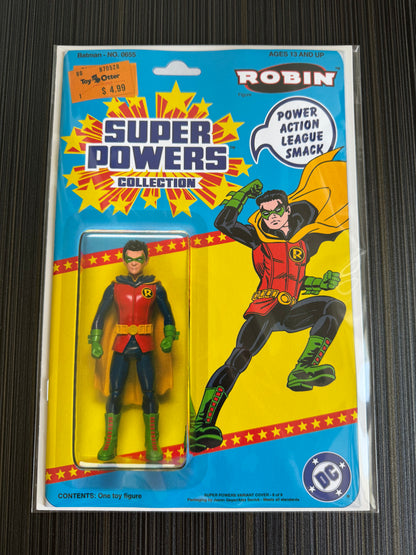 Batman - NO. 0655
AGES 13 AND UP
Toy Otter
$ 4.99
ROBIN
Figure
SUPER
POWERS
COLLECTION
POWER
ACTION
LEAGUE
SMACK
R
R
DC
CONTENTS: One toy figure
SUPER POWERS VARIANT COVER